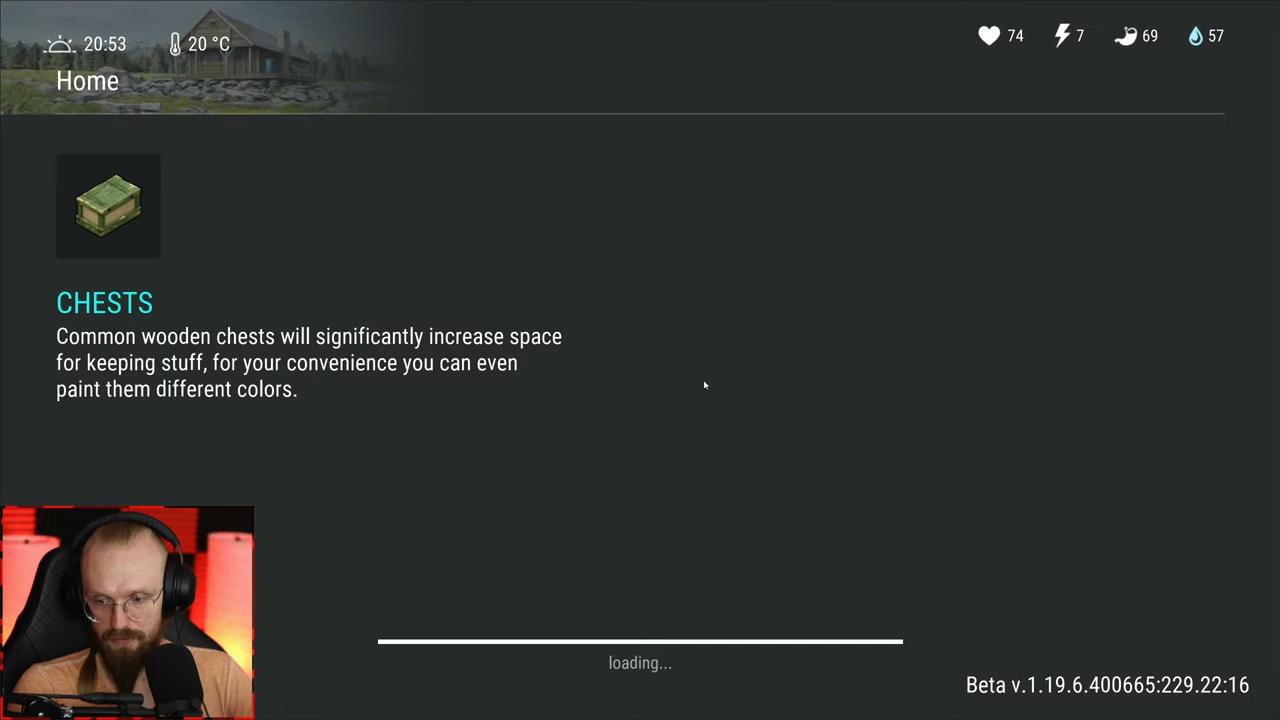 20:53 20 °C
74 7 69 57
Home
CHESTS
Common wooden chests will significantly increase space
for keeping stuff, for your convenience you can even
paint them different colors.
loading...
Beta v.1.19.6.400665:229.22:16